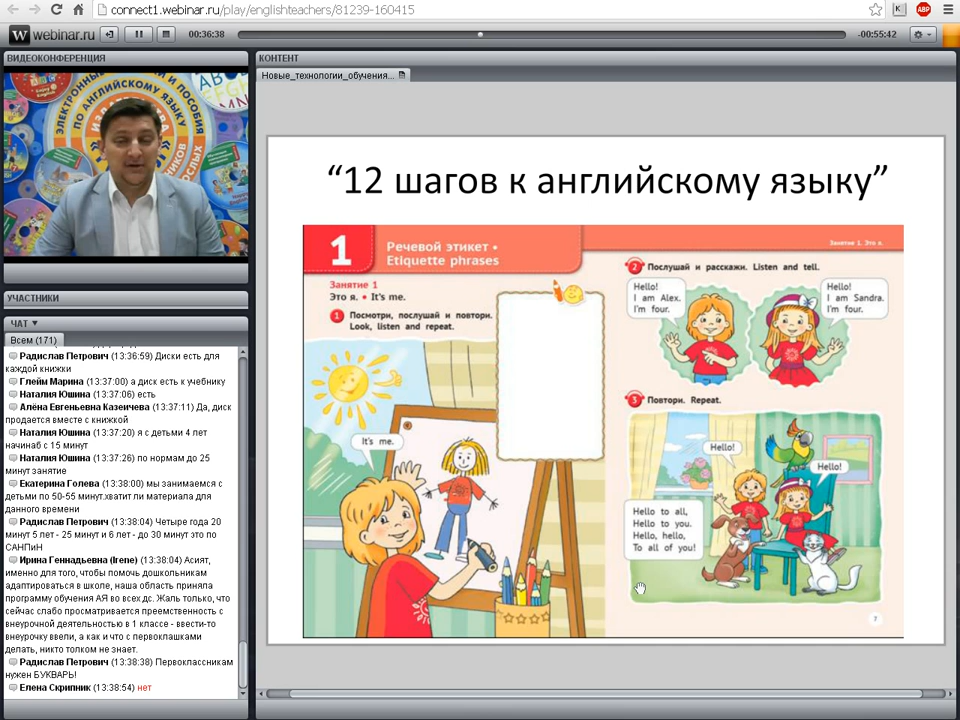 connect1.webinar.ru/play/englishteachers/81239-160415
K
ABP
W webinar.ru
00:36:38
-00:55:42
ВИДЕОКОНФЕРЕНЦИЯ
ЭЛЕКТРОННЫЕ
И ПОСОБИЯ
ПО АНГЛИЙСКОМУ ЯЗЫКУ
УЧАСТНИКИ
ЧАТ
Всем (171)
Радислав Петрович (13:36:59) Диски есть для
каждой книжки
Глейм Марина (13:37:00) а диск есть к учебнику
Наталия Юшина (13:37:06) есть
Алёна Евгеньевна Казеичева (13:37:11) Да, диск
продается вместе с книжкой
Наталия Юшина (13:37:20) я с детьми 4 лет
начинаб с 15 минут
Наталия Юшина (13:37:26) по нормам до 25
минут занятие
Екатерина Голева (13:38:00) мы занимаемся с
детьми по 50-55 минут.хватит ли материала для
данного времени
Радислав Петрович (13:38:04) Четыре года 20
минут 5 лет - 25 минут и 6 лет - до 30 минут это по
САНПиН
Ирина Геннадьевна (Irene) (13:38:04) Асият,
именно для того, чтобы помочь дошкольникам
адаптироваться в школе, наша область приняла
программу обучения АЯ во всех дс. Жаль только, что
сейчас слабо просматривается преемственность с
внеурочной деятельностью в 1 классе - ввести-то
внеурочку ввели, а как и что с первоклашками
делать, никто толком не знает.
Радислав Петрович (13:38:38) Первоклассникам
нужен БУКВАРЬ!
Елена Скрипник (13:38:54) нет
КОНТЕНТ
Новые_технологии_обучения...
“12 шагов к английскому языку”
1
Речевой этикет •
Etiquette phrases
Занятие 1
Это я. • It's me.
1 Посмотри, послушай и повтори.
Look, listen and repeat.
It's me.
Занятие 1. Это я.
2 Послушай и расскажи. Listen and tell.
Hello!
I am Alex.
I'm four.
Hello!
I am Sandra.
I'm four.
3 Повтори. Repeat.
Hello!
Hello!
Hello to all,
Hello to you.
Hello, hello,
To all of you!
7